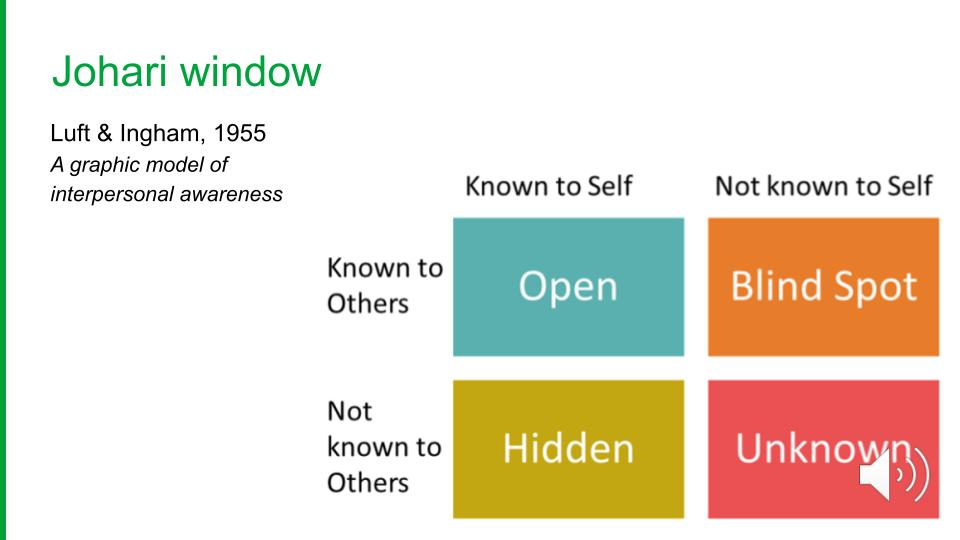 Johari window
Luft & Ingham, 1955
A graphic model of
interpersonal awareness
Known to Self
Not known to Self
Known to
Others
Open
Blind Spot
Not
known to
Others
Hidden
Unknown